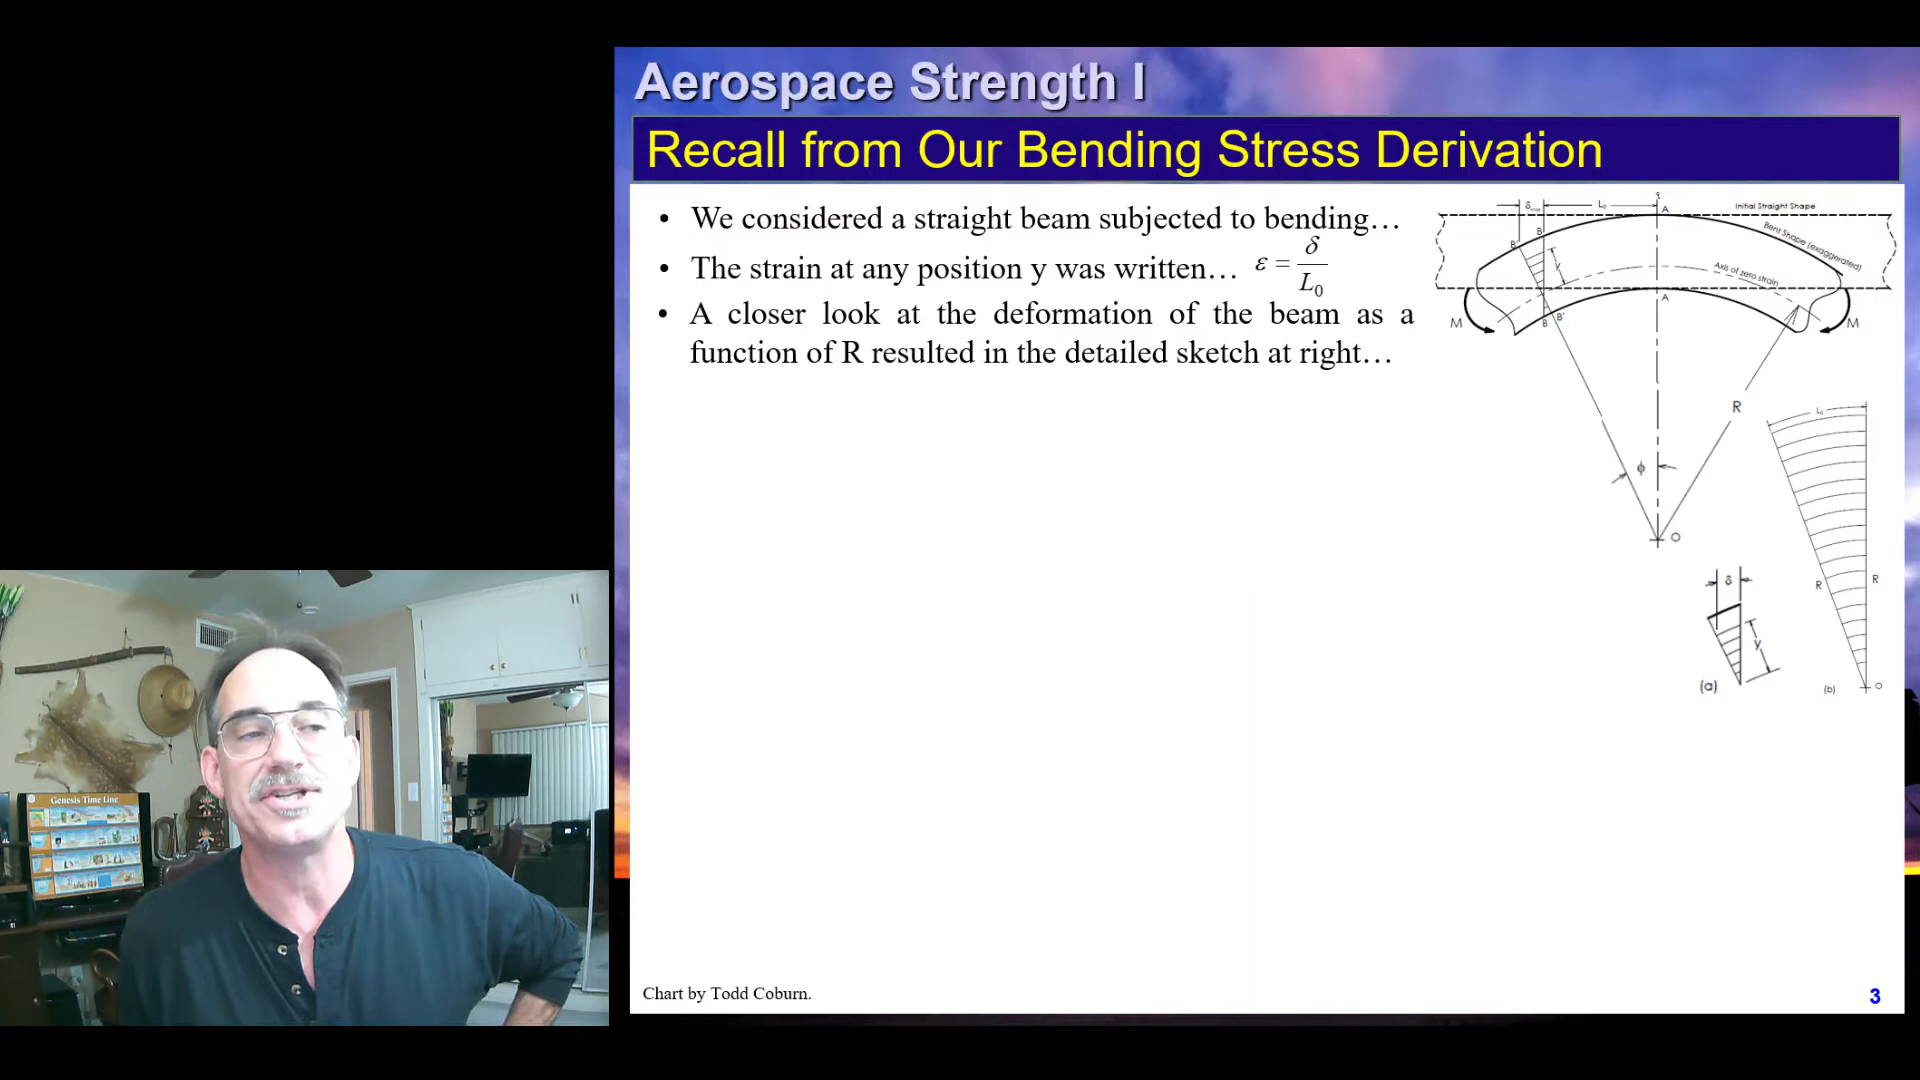 Aerospace Strength I
Recall from Our Bending Stress Derivation
• We considered a straight beam subjected to bending…
• The strain at any position y was written… ε = δ / L₀
• A closer look at the deformation of the beam as a
function of R resulted in the detailed sketch at right…
L₀
A
Initial Straight Shape
B
B'
Bent Shape (exaggerated)
y
Axis of zero strain
A
M
B
B'
M
R
L₀
ϕ
O
δ
R
R
y
(a)
(b)
O
Genesis Time Line
Chart by Todd Coburn.
3